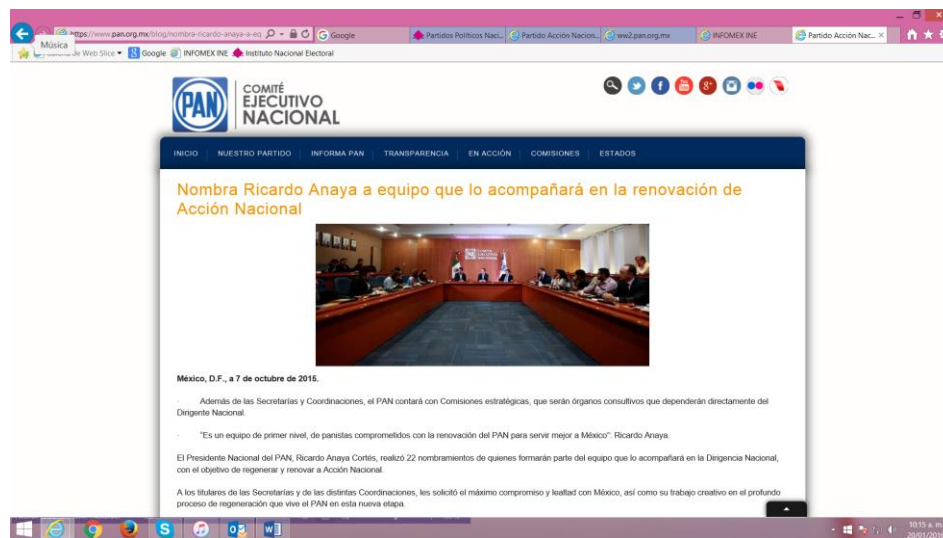 https://www.pan.org.mx/blog/nombra-ricardo-anaya-a-eq
Google
Partidos Políticos Naci...
Partido Acción Nacion...
ww2.pan.org.mx
INFOMEX INE
Partido Acción Nac...
Música
de Web Slice
Google
INFOMEX INE
Instituto Nacional Electoral
PAN
COMITÉ
EJECUTIVO
NACIONAL
INICIO
NUESTRO PARTIDO
INFORMA PAN
TRANSPARENCIA
EN ACCIÓN
COMISIONES
ESTADOS
Nombra Ricardo Anaya a equipo que lo acompañará en la renovación de
Acción Nacional
México, D.F., a 7 de octubre de 2015.
· Además de las Secretarías y Coordinaciones, el PAN contará con Comisiones estratégicas, que serán órganos consultivos que dependerán directamente del
Dirigente Nacional.
· "Es un equipo de primer nivel, de panistas comprometidos con la renovación del PAN para servir mejor a México": Ricardo Anaya.
El Presidente Nacional del PAN, Ricardo Anaya Cortés, realizó 22 nombramientos de quienes formarán parte del equipo que lo acompañará en la Dirigencia Nacional,
con el objetivo de regenerar y renovar a Acción Nacional.
A los titulares de las Secretarías y de las distintas Coordinaciones, les solicitó el máximo compromiso y lealtad con México, así como su trabajo creativo en el profundo
proceso de regeneración que vive el PAN en esta nueva etapa.
10:15 a. m.
20/01/2016